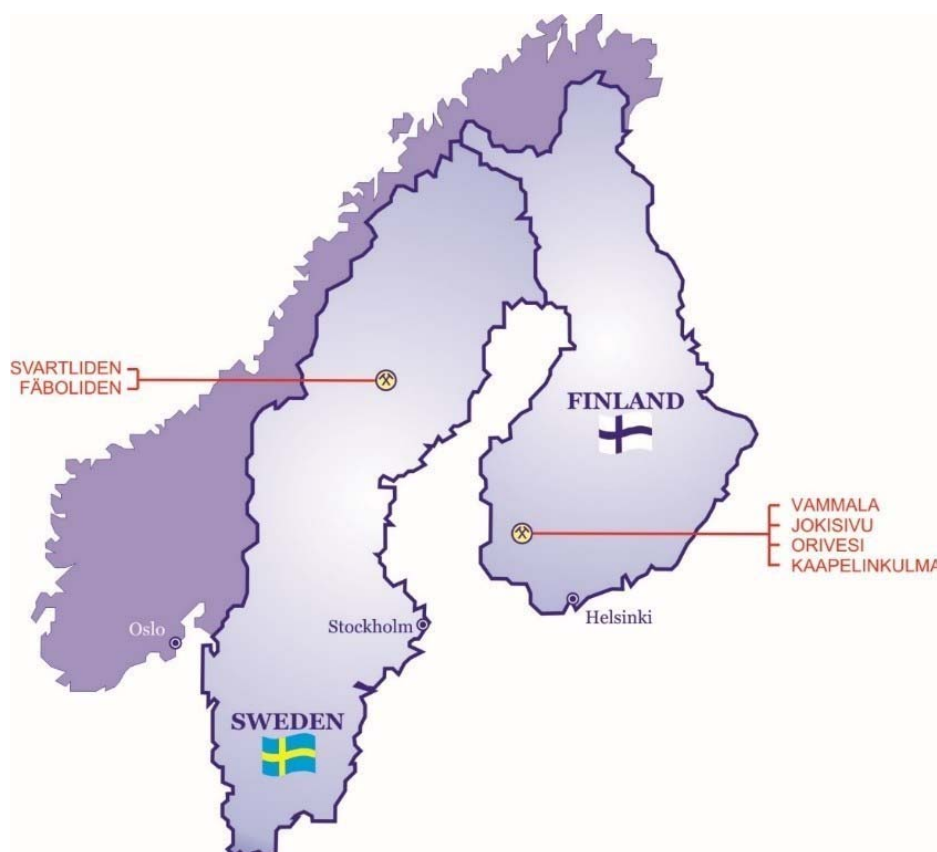 SVARTLIDEN
FÄBOLIDEN
FINLAND
VAMMALA
JOKISIVU
ORIVESI
KAAPELINKULMA
Helsinki
Stockholm
Oslo
SWEDEN